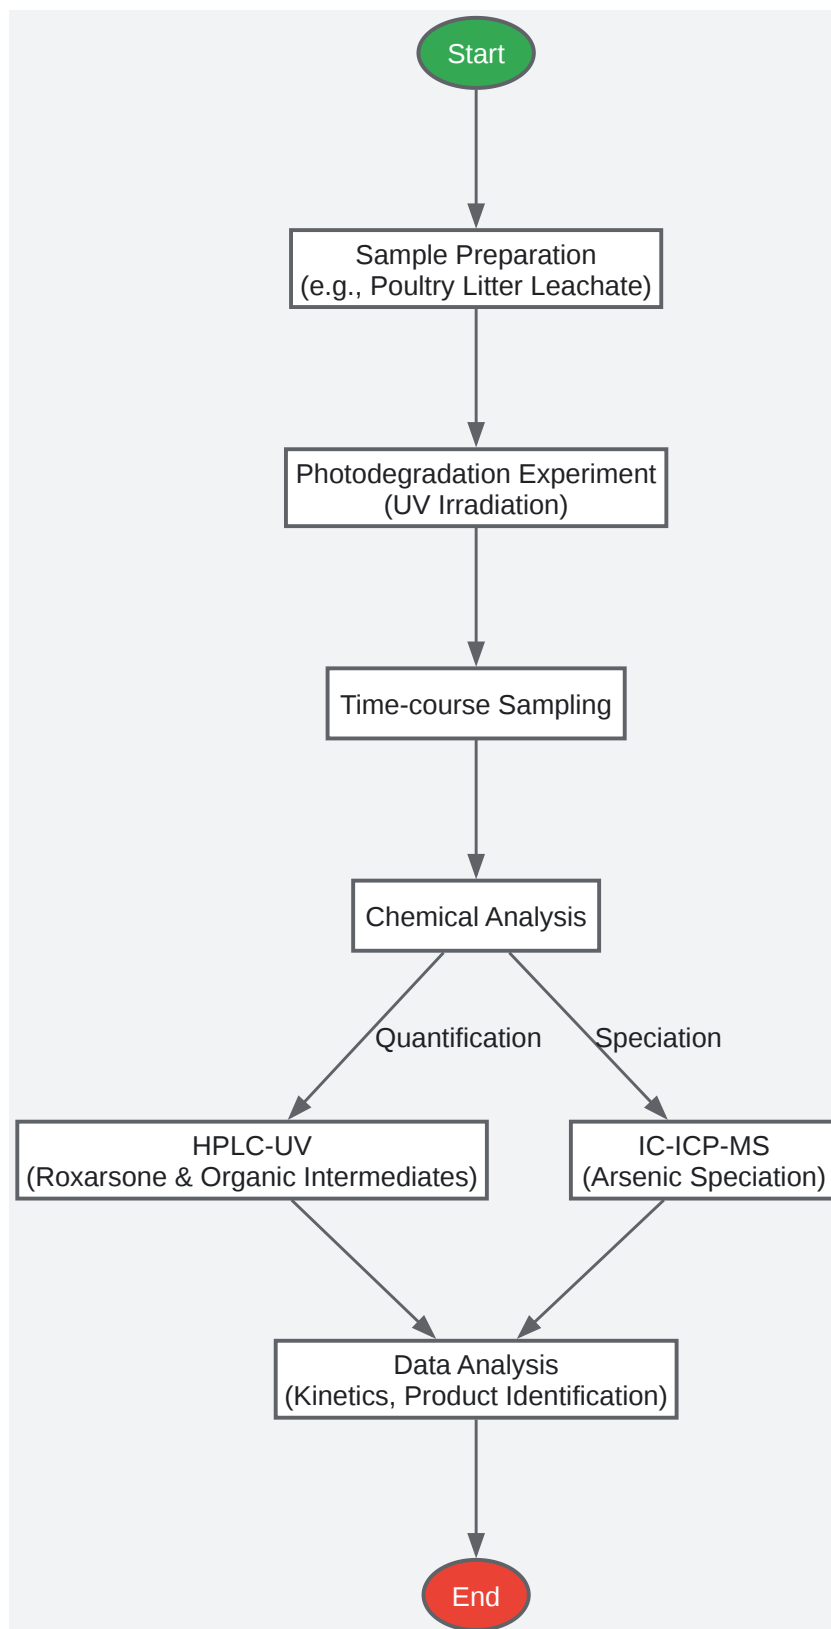 Start
Sample Preparation
(e.g., Poultry Litter Leachate)
Photodegradation Experiment
(UV Irradiation)
Time-course Sampling
Chemical Analysis
Quantification
Speciation
HPLC-UV
(Roxarsone & Organic Intermediates)
IC-ICP-MS
(Arsenic Speciation)
Data Analysis
(Kinetics, Product Identification)
End